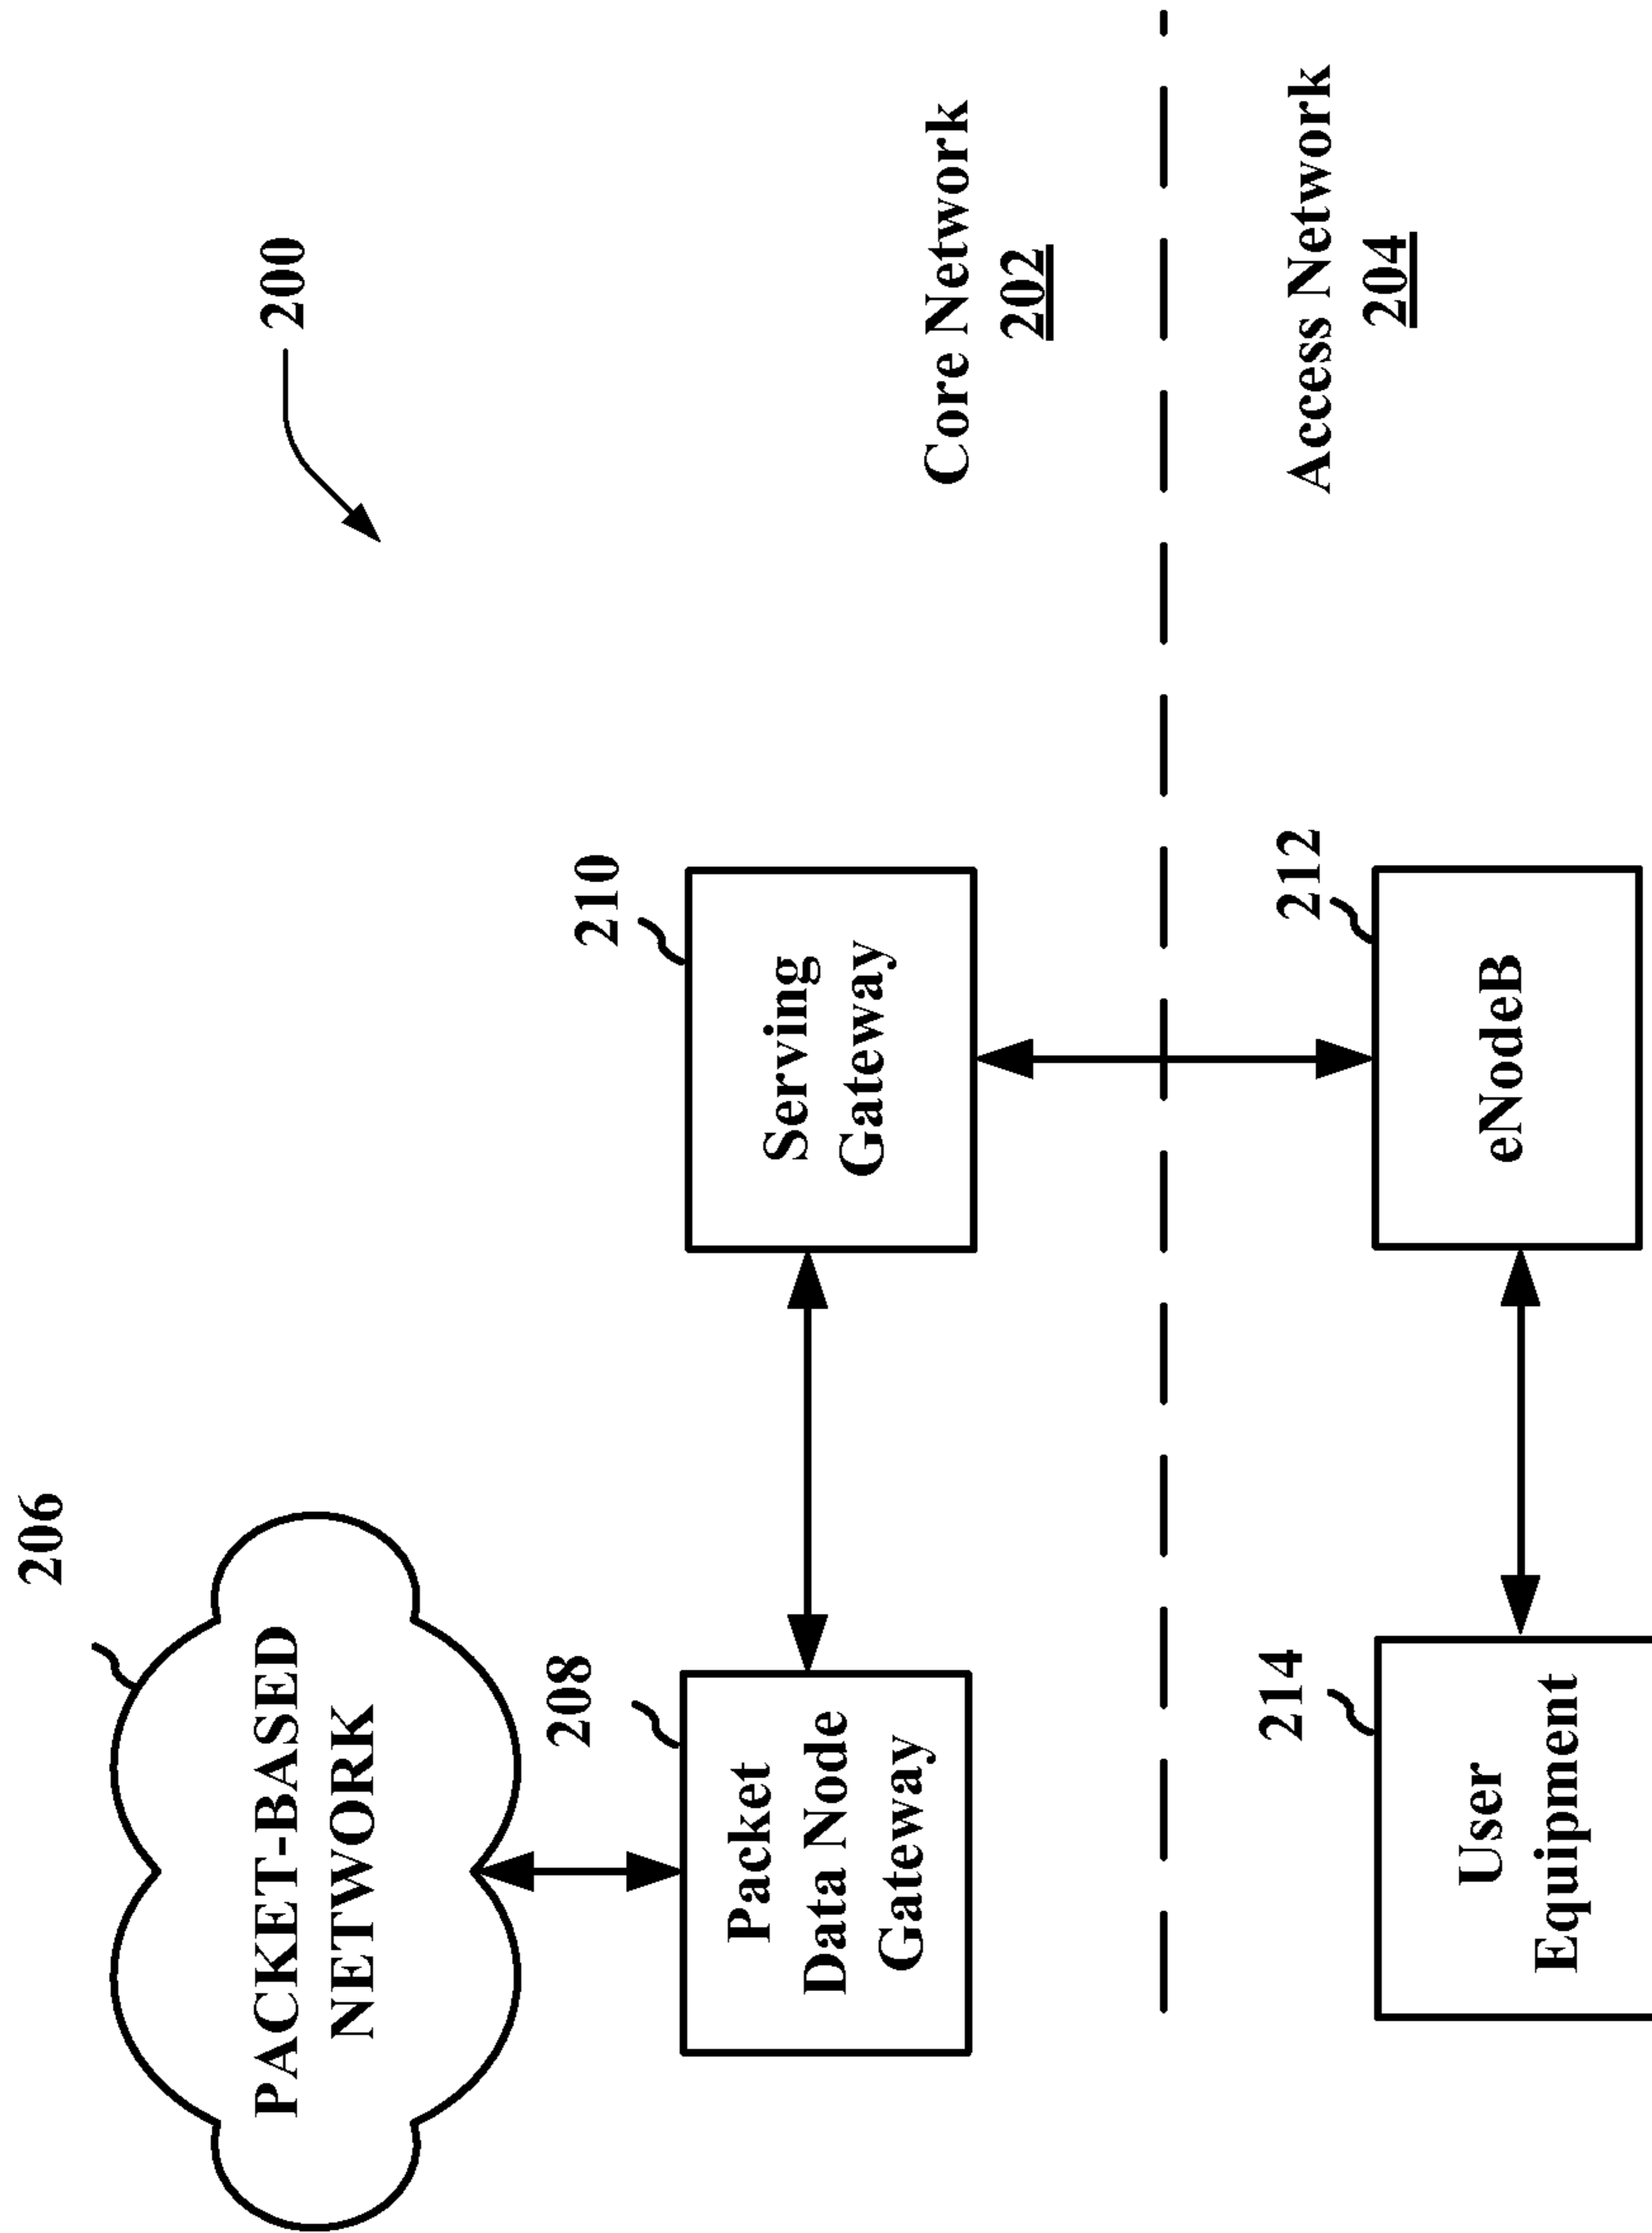 200
206
PACKET-BASED
NETWORK
208
Packet
Data Node
Gateway
210
Serving
Gateway
Core Network
202
Access Network
204
214
User
Equipment
212
eNodeB